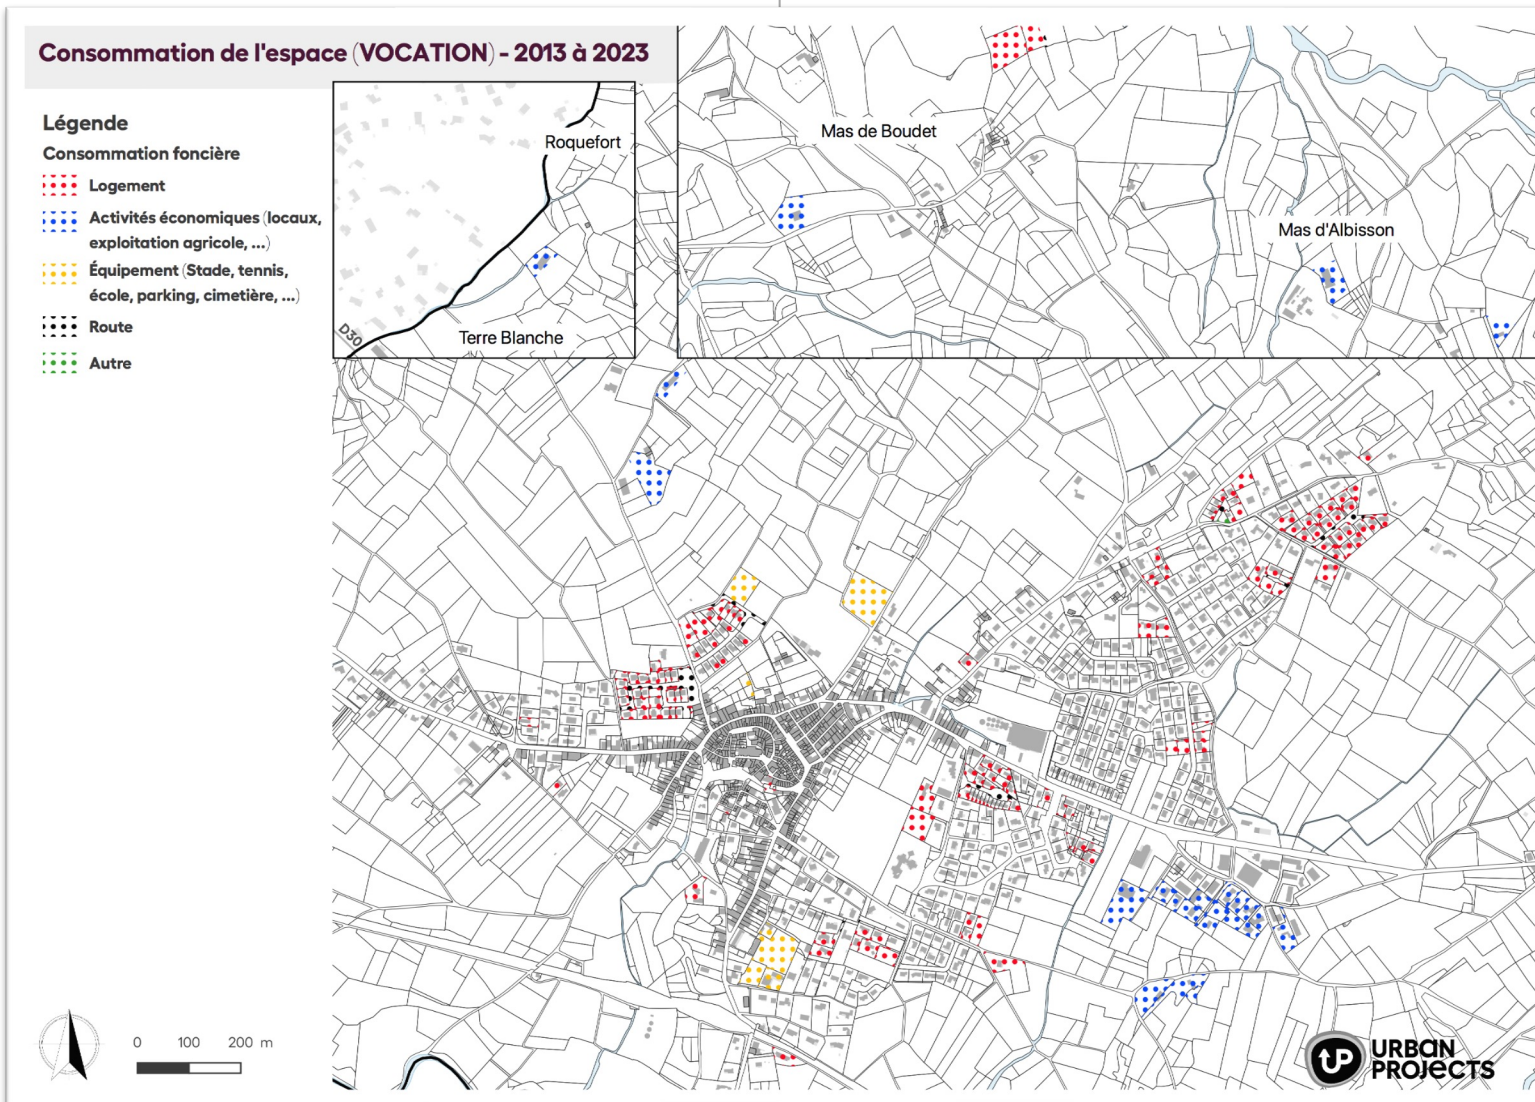 Consommation de l'espace (VOCATION) - 2013 à 2023
Légende
Consommation foncière
Logement
Activités économiques (locaux,
exploitation agricole, ...)
Équipement (Stade, tennis,
école, parking, cimetière, ...)
Route
Autre
Roquefort
D30
Terre Blanche
Mas de Boudet
Mas d'Albisson
0 100 200 m
UP
URBAN
PROJECTS